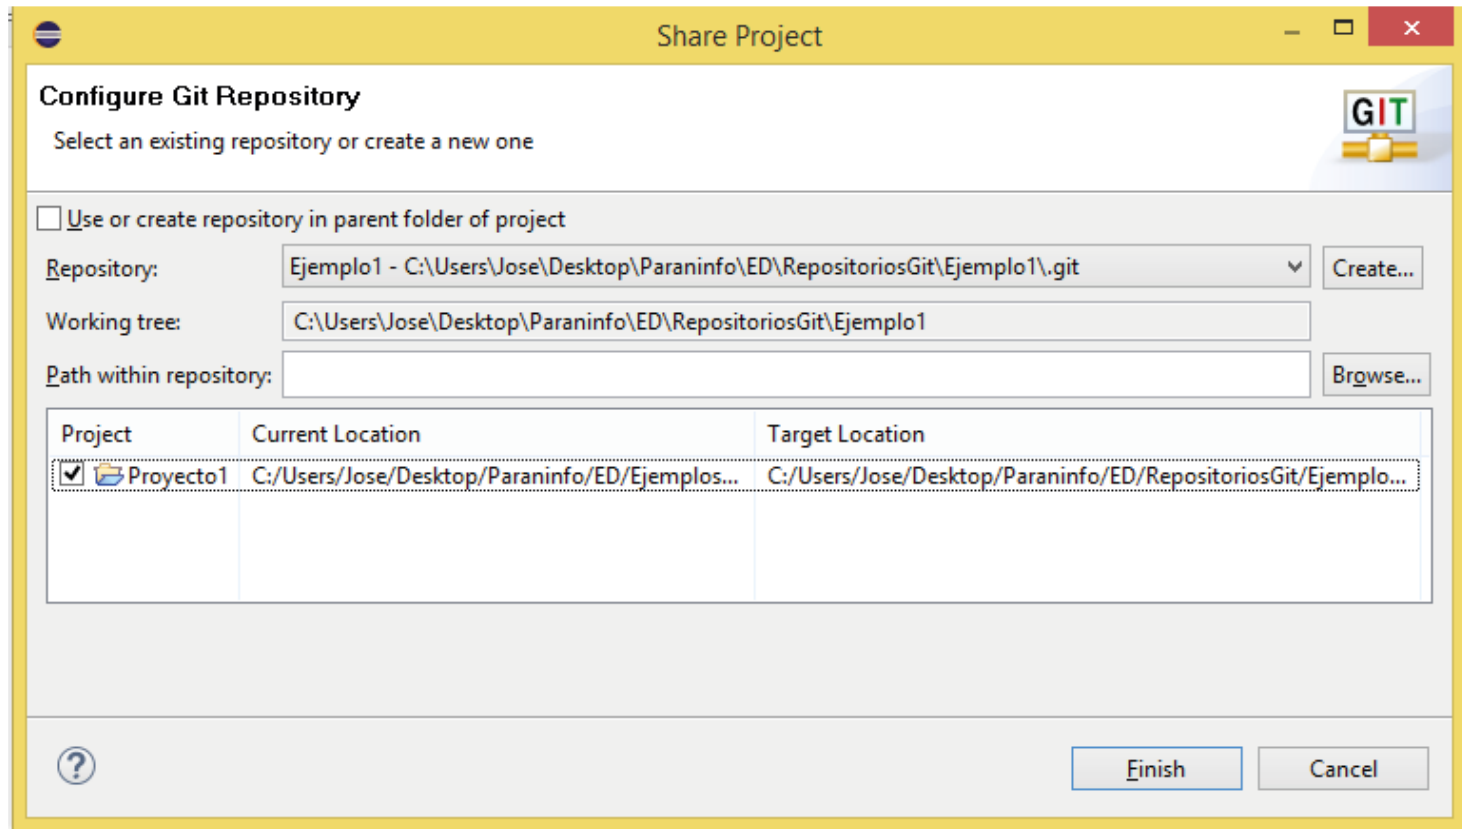 Share Project
Configure Git Repository
Select an existing repository or create a new one
GIT
Use or create repository in parent folder of project
Repository: Ejemplo1 - C:\Users\Jose\Desktop\Paraninfo\ED\RepositoriosGit\Ejemplo1\.git Create...
Working tree: C:\Users\Jose\Desktop\Paraninfo\ED\RepositoriosGit\Ejemplo1
Path within repository: Browse...
Project Current Location Target Location
Proyecto1 C:/Users/Jose/Desktop/Paraninfo/ED/Ejemplos... C:/Users/Jose/Desktop/Paraninfo/ED/RepositoriosGit/Ejemplo...
? Finish Cancel